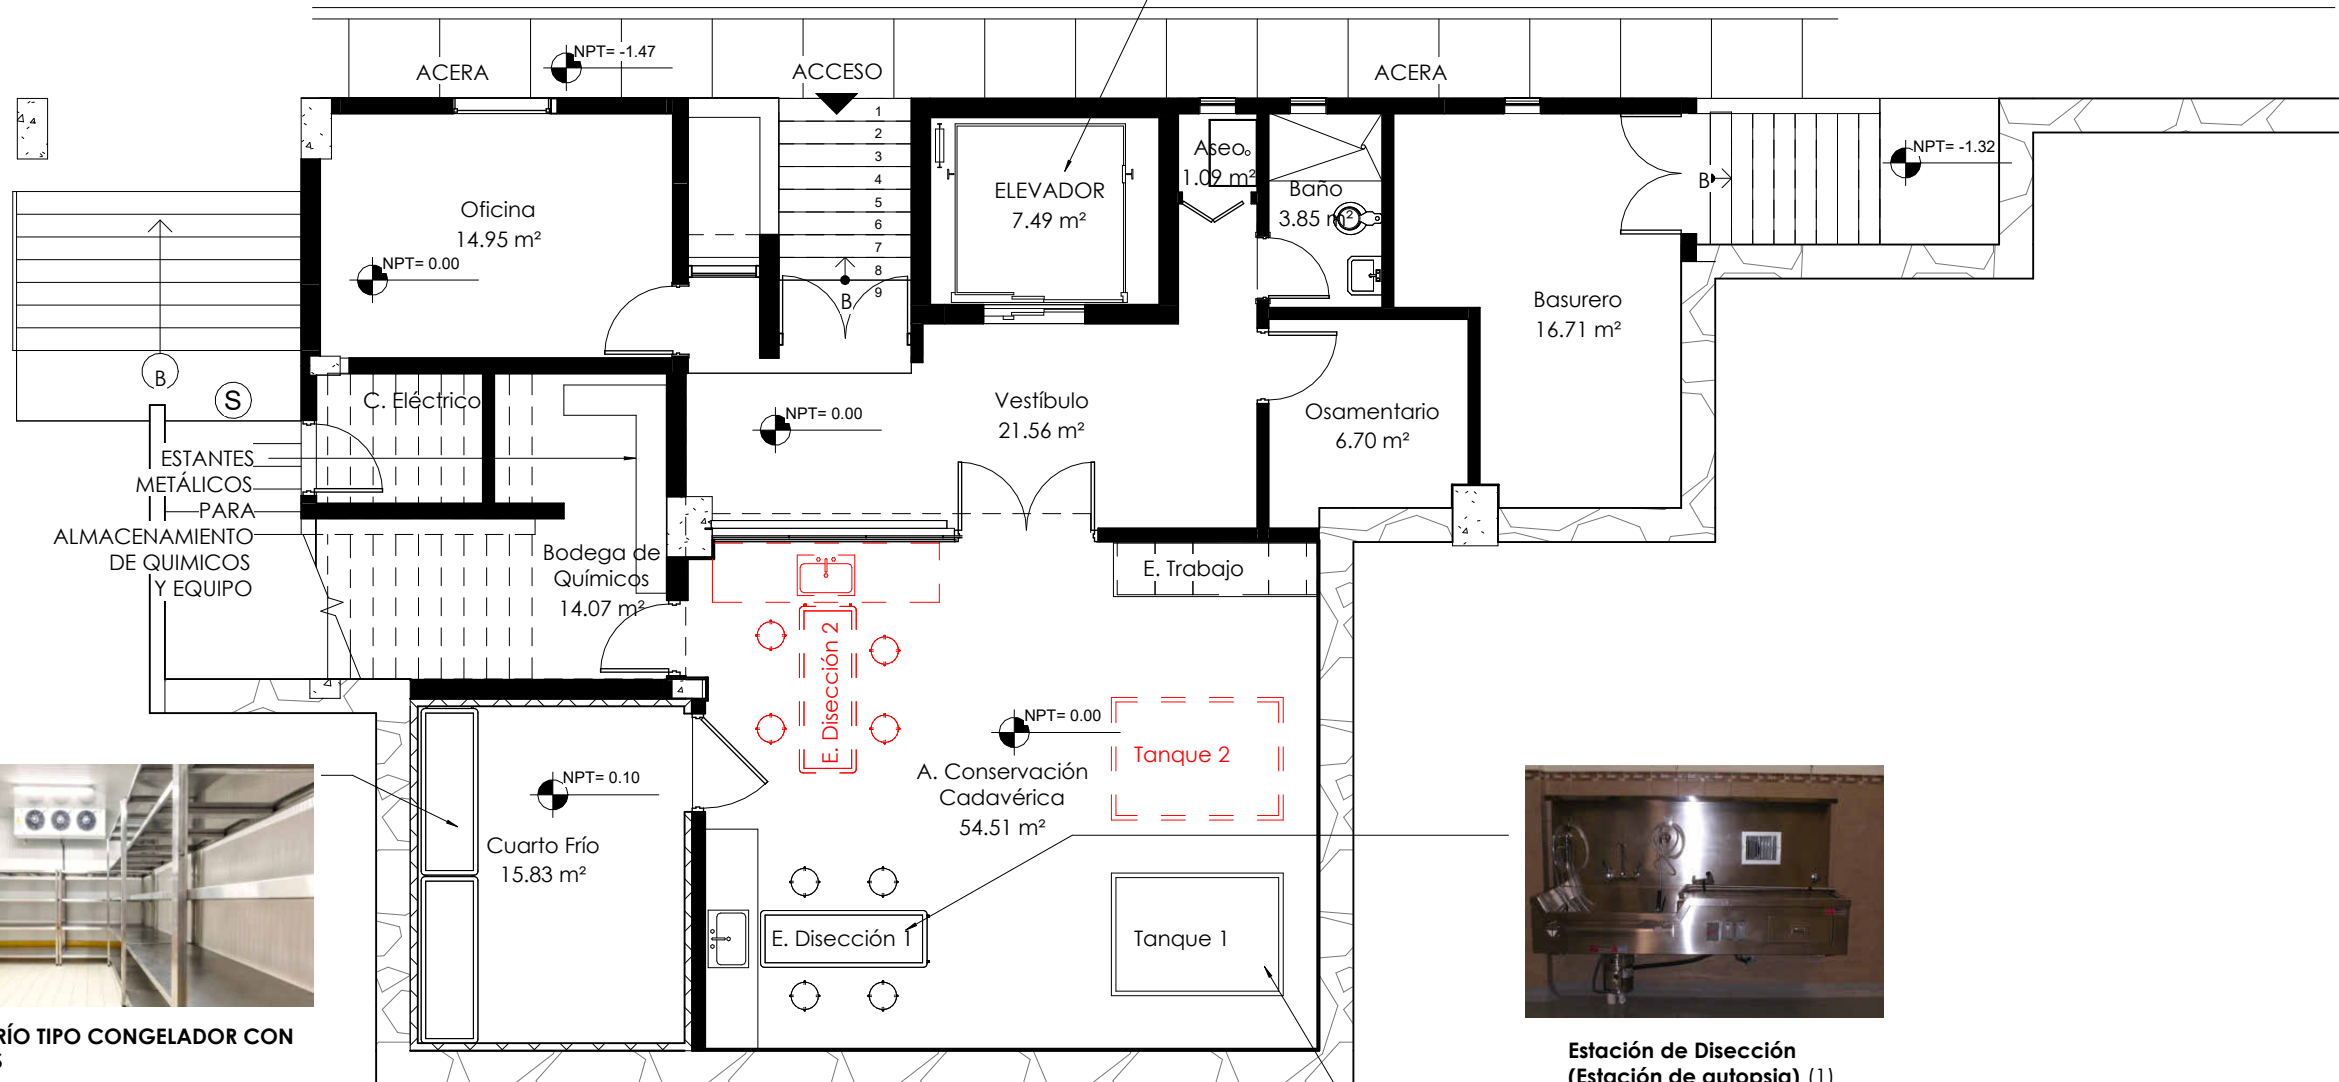 NPT= -1.47
ACERA
ACCESO
ACERA
1
2
3
4
5
6
7
8
9
B
Aseo
1.09 m²
NPT= -1.32
Baño
3.85 m²
B
ELEVADOR
7.49 m²
Oficina
14.95 m²
NPT= 0.00
Basurero
16.71 m²
B
S
C. Eléctrico
Vestíbulo
21.56 m²
NPT= 0.00
Osamentario
6.70 m²
ESTANTES
METÁLICOS
PARA
ALMACENAMIENTO
DE QUIMICOS
Y EQUIPO
Bodega de
Químicos
14.07 m²
E. Trabajo
E. Disección 2
NPT= 0.00
Tanque 2
A. Conservación
Cadavérica
54.51 m²
NPT= 0.10
Cuarto Frío
15.83 m²
E. Disección 1
Tanque 1
RÍO TIPO CONGELADOR CON
S
Estación de Disección
(Estación de autopsia) (1)